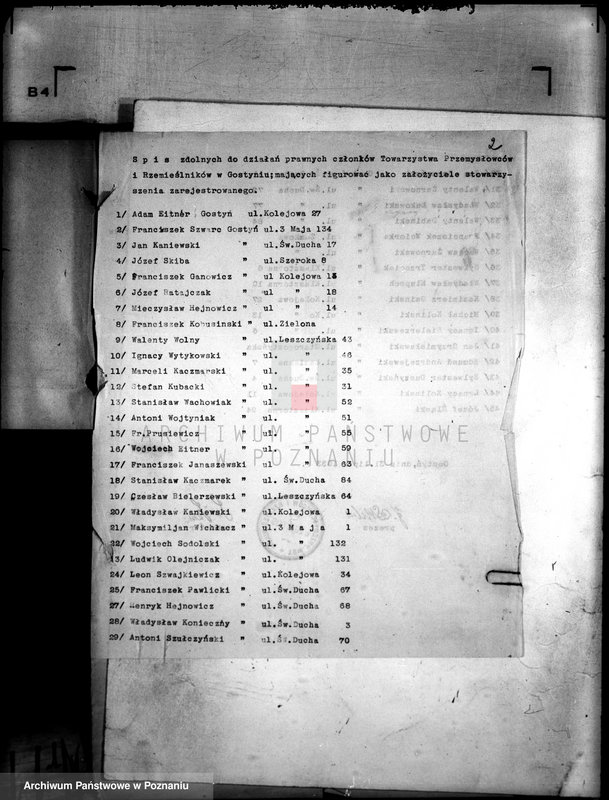 B4
2
S p i s zdolnych do działań prawnych członków Towarzystwa Przemysłowców
i Rzemieślników w Gostyniu,mających figurować jako założyciele stowarzy-
szenia zarejestrowanego.
1/ Adam Eitner , Gostyń ul.Kolejowa 27
2/ Franciszek Szwarc Gostyń ul.3 Maja 134
3/ Jan Kaniewski " ul.Św.Ducha 17
4/ Józef Skiba " ul.Szeroka 8
5/ Franciszek Ganowicz " ul Kolejowa 13
6/ Józef Ratajczak " ul " 18
7/ Mieczysław Hejnowicz " ul " 14
8/ Franciszek Kobusinski " ul.Zielona
9/ Walenty Wolny " ul.Leszczyńska 43
10/ Ignacy Wytykowski " ul. " 46
11/ Marceli Kaczmarski " ul. " 35
12/ Stefan Kubacki " ul. " 31
13/ Stanisław Wachowiak " ul. " 52
14/ Antoni Wojtyniak " ul. " 51
15/ Fr.Prusiewicz " ul. " 55
16/ Wojciech Eitner " ul. " 59
17/ Franciszek Janaszewski " ul. " 63
18/ Stanisław Kaczmarek " ul. Św.Ducha 84
19/ Czesław Bielerzewski " ul.Leszczyńska 64
20/ Władysław Kaniewski " ul.Kolejowa 1
21/ Maksymiljan Wichłacz " ul.3 M a j a 1
22/ Wojciech Sodolski " ul. " 132
13/ Ludwik Olejniczak " ul. " 131
24/ Leon Szwajkiewicz " ul.Kolejowa 34
25/ Franciszek Pawlicki " ul.Św.Ducha 67
27/ Henryk Hejnowicz " ul.Św.Ducha 68
28/ Władysław Konieczny " ul.Św.Ducha 3
29/ Antoni Szułczyński " ul.Św.Ducha 70
ARCHIWUM PAŃSTWOWE
W POZNANIU
Archiwum Państwowe w Poznaniu